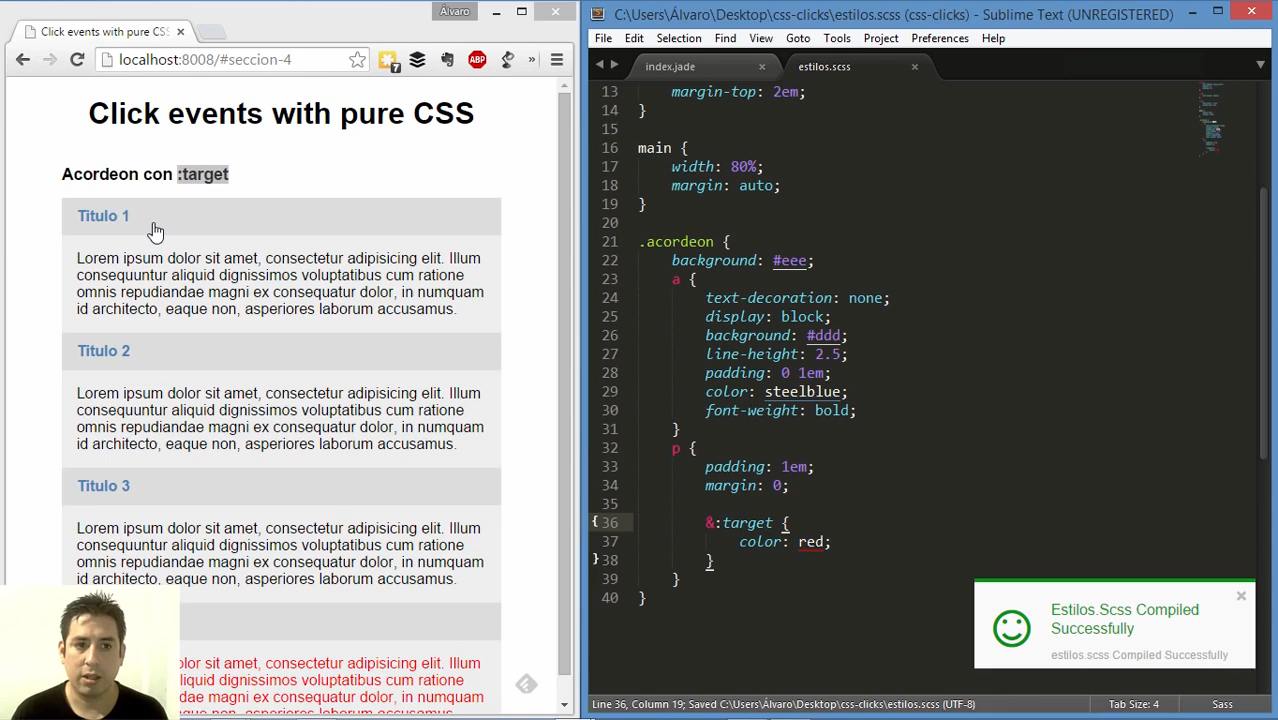 Álvaro
Click events with pure CSS
localhost:8008/#seccion-4
7
ABP
»
Click events with pure CSS
Acordeon con :target
Titulo 1
Lorem ipsum dolor sit amet, consectetur adipisicing elit. Illum
consequuntur aliquid dignissimos voluptatibus cum ratione
omnis repudiandae magni ex consequatur dolor, in numquam
id architecto, eaque non, asperiores laborum accusamus.
Titulo 2
Lorem ipsum dolor sit amet, consectetur adipisicing elit. Illum
consequuntur aliquid dignissimos voluptatibus cum ratione
omnis repudiandae magni ex consequatur dolor, in numquam
id architecto, eaque non, asperiores laborum accusamus.
Titulo 3
Lorem ipsum dolor sit amet, consectetur adipisicing elit. Illum
consequuntur aliquid dignissimos voluptatibus cum ratione
omnis repudiandae magni ex consequatur dolor, in numquam
id architecto, eaque non, asperiores laborum accusamus.
sit amet, consectetur adipisicing elit. Illum
aliquid dignissimos voluptatibus cum ratione
magni ex consequatur dolor, in numquam
C:\Users\Álvaro\Desktop\css-clicks\estilos.scss (css-clicks) - Sublime Text (UNREGISTERED)
File Edit Selection Find View Goto Tools Project Preferences Help
index.jade estilos.scss
13 margin-top: 2em;
14 }
15
16 main {
17 width: 80%;
18 margin: auto;
19 }
20
21 .acordeon {
22 background: #eee;
23 a {
24 text-decoration: none;
25 display: block;
26 background: #ddd;
27 line-height: 2.5;
28 padding: 0 1em;
29 color: steelblue;
30 font-weight: bold;
31 }
32 p {
33 padding: 1em;
34 margin: 0;
35
{ 36 &:target {
37 color: red;
} 38 }
39 }
40 }
Estilos.Scss Compiled
Successfully
estilos.scss Compiled Successfully
Line 36, Column 19; Saved C:\Users\Álvaro\Desktop\css-clicks\estilos.scss (UTF-8) Tab Size: 4 Sass